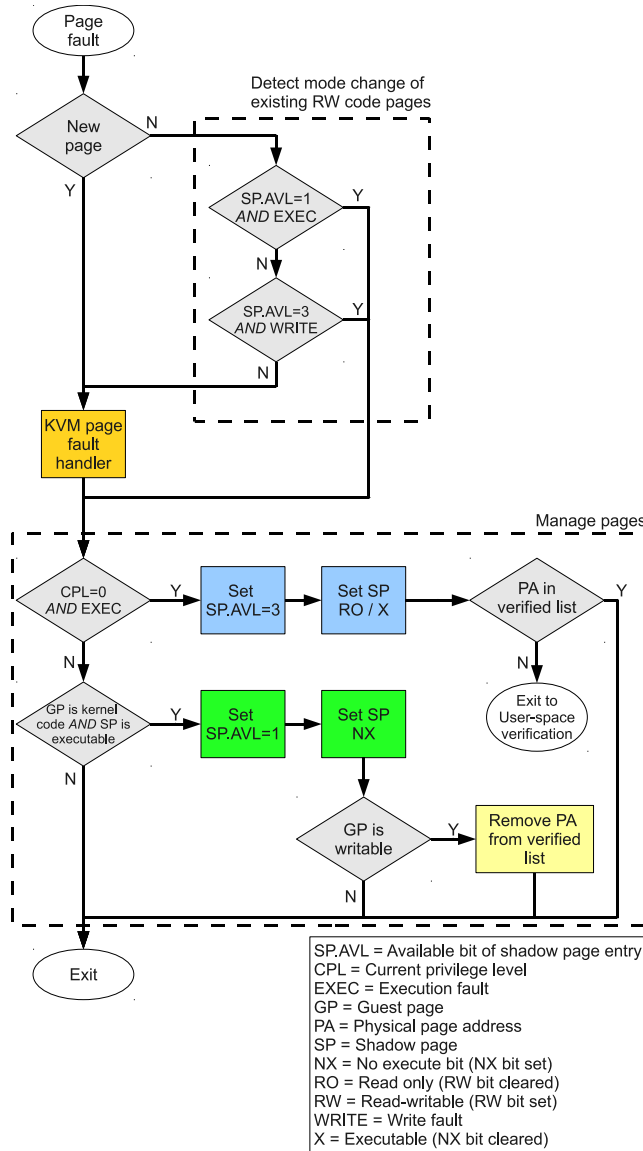 Page
fault
Detect mode change of
existing RW code pages
New
page
N
Y
SP.AVL=1
AND EXEC
Y
N
SP.AVL=3
AND WRITE
Y
N
KVM page
fault
handler
Manage pages
CPL=0
AND EXEC
Y
Set
SP.AVL=3
Set SP
RO / X
PA in
verified list
Y
N
N
Exit to
User-space
verification
GP is kernel
code AND SP is
executable
Y
Set
SP.AVL=1
Set SP
NX
N
GP is
writable
Y
Remove PA
from verified
list
N
Exit
SP.AVL = Available bit of shadow page entry
CPL = Current privilege level
EXEC = Execution fault
GP = Guest page
PA = Physical page address
SP = Shadow page
NX = No execute bit (NX bit set)
RO = Read only (RW bit cleared)
RW = Read-writable (RW bit set)
WRITE = Write fault
X = Executable (NX bit cleared)